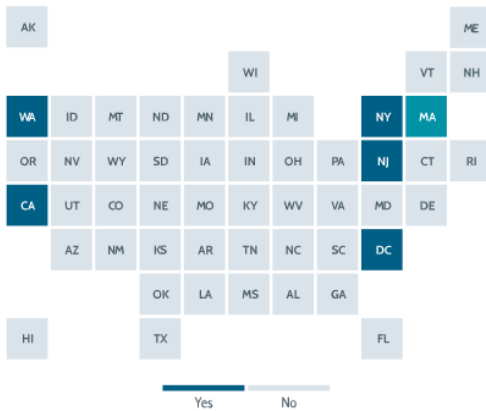 AK ME
WI VT NH
WA ID MT ND MN IL MI NY MA
OR NV WY SD IA IN OH PA NJ CT RI
CA UT CO NE MO KY WV VA MD DE
AZ NM KS AR TN NC SC DC
OK LA MS AL GA
HI TX FL
Yes No